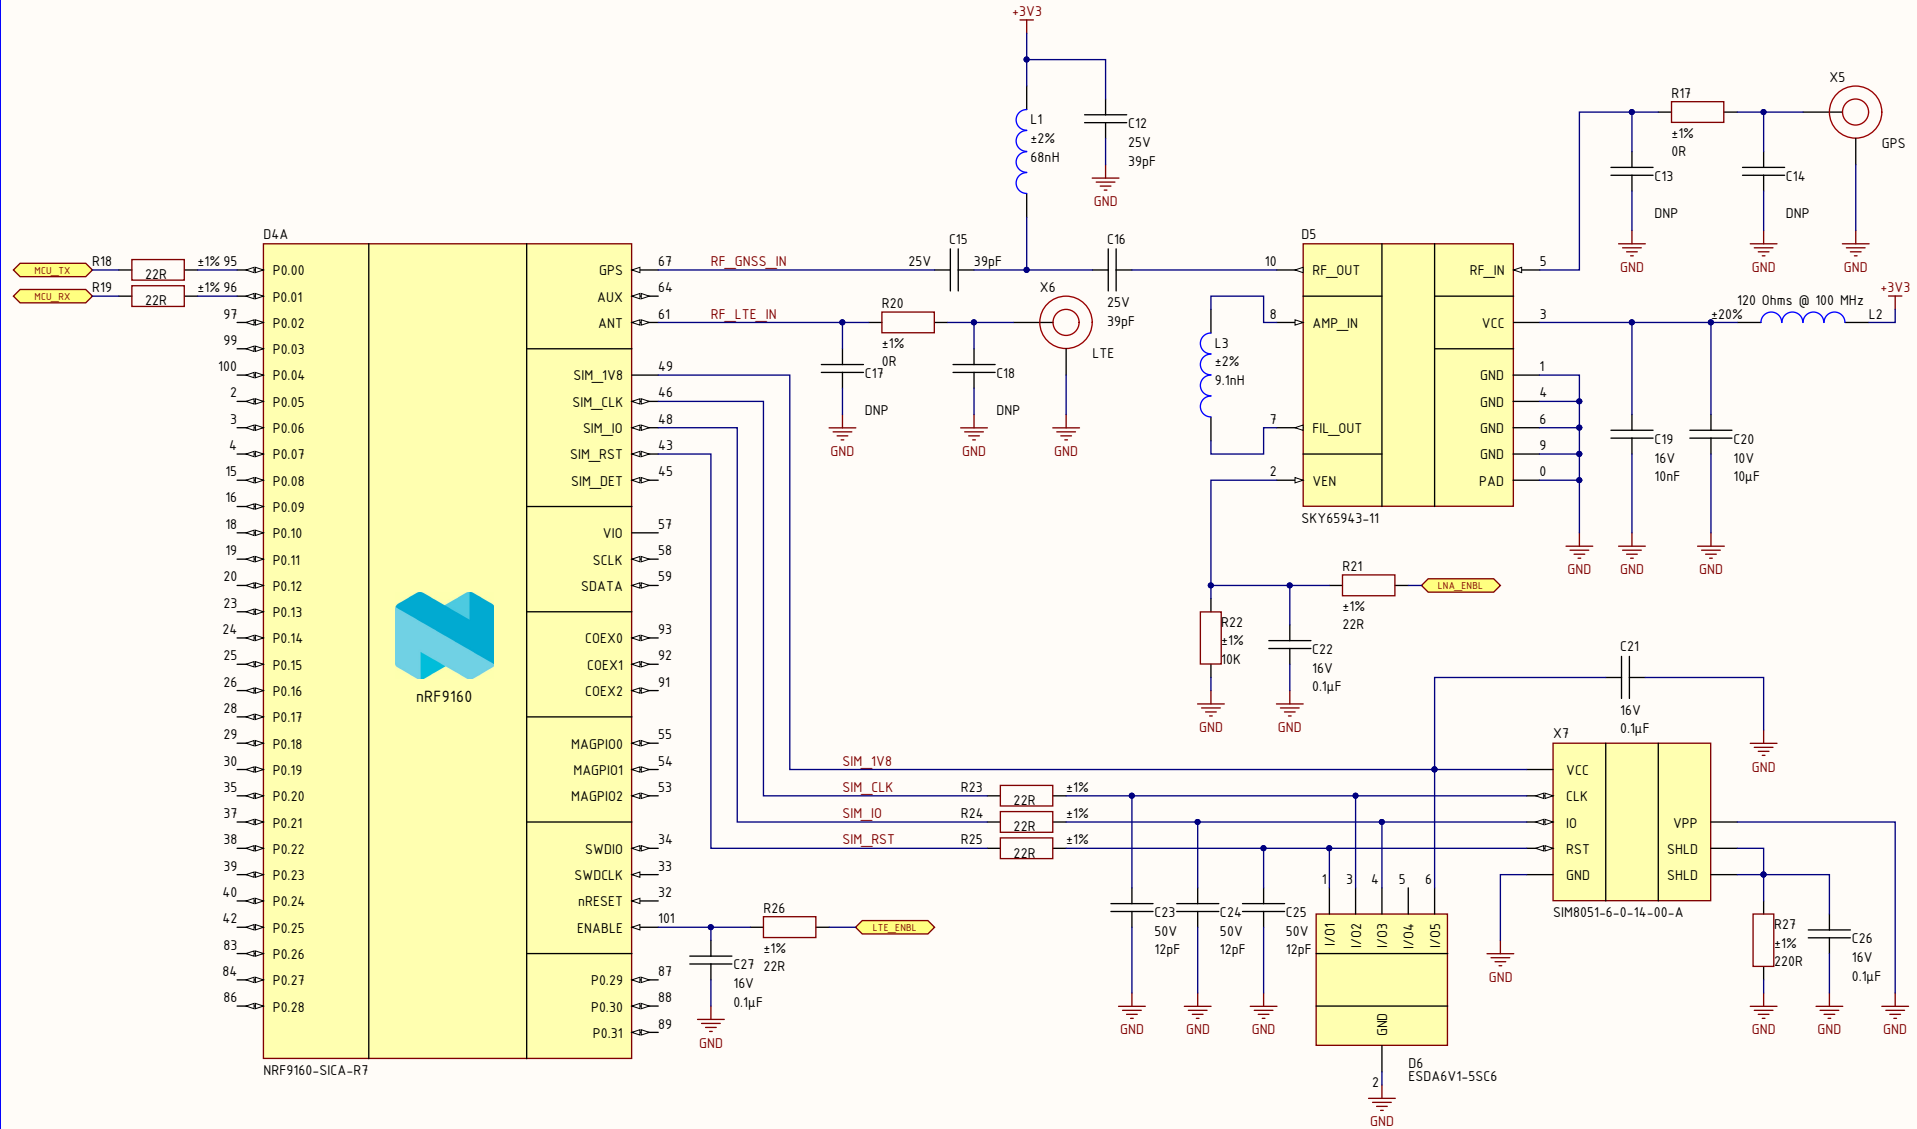 +3V3
L1
±2%
68nH
C12
25V
39pF
GND
X5
GPS
R17
±1%
0R
C13
DNP
GND
C14
DNP
GND
GND
D4A
MCU_TX
R18
22R
±1%
95
P0.00
MCU_RX
R19
22R
±1%
96
P0.01
97
P0.02
99
P0.03
100
P0.04
2
P0.05
3
P0.06
4
P0.07
15
P0.08
16
P0.09
18
P0.10
19
P0.11
20
P0.12
23
P0.13
24
P0.14
25
P0.15
26
P0.16
28
P0.17
29
P0.18
30
P0.19
35
P0.20
37
P0.21
38
P0.22
39
P0.23
40
P0.24
42
P0.25
83
P0.26
84
P0.27
86
P0.28
nRF9160
NRF9160-SICA-R7
GPS
67
RF_GNSS_IN
AUX
64
ANT
61
RF_LTE_IN
SIM_1V8
49
SIM_CLK
46
SIM_IO
48
SIM_RST
43
SIM_DET
45
VIO
57
SCLK
58
SDATA
59
COEX0
93
COEX1
92
COEX2
91
MAGPIO0
55
MAGPIO1
54
MAGPIO2
53
SWDIO
34
SWDCLK
33
nRESET
32
ENABLE
101
P0.29
87
P0.30
88
P0.31
89
C15
25V
39pF
C16
25V
39pF
X6
LTE
GND
R20
±1%
0R
C17
DNP
GND
C18
DNP
GND
D5
10
RF_OUT
8
AMP_IN
7
FIL_OUT
2
VEN
RF_IN
5
VCC
3
GND
1
GND
4
GND
6
GND
9
PAD
0
SKY65943-11
L3
±2%
9.1nH
120 Ohms @ 100 MHz
±20%
L2
+3V3
C19
16V
10nF
C20
10V
10µF
GND
GND
GND
R21
±1%
22R
LNA_ENBL
R22
±1%
10K
GND
C22
16V
0.1µF
GND
C21
16V
0.1µF
GND
SIM_1V8
SIM_CLK
R23
22R
±1%
SIM_IO
R24
22R
±1%
SIM_RST
R25
22R
±1%
X7
VCC
CLK
IO
RST
GND
VPP
SHLD
SHLD
SIM8051-6-0-14-00-A
GND
R27
±1%
220R
GND
C26
16V
0.1µF
GND
GND
C23
50V
12pF
GND
C24
50V
12pF
GND
C25
50V
12pF
GND
1
3
4
5
6
I/O1
I/O2
I/O3
I/O4
I/O5
GND
2
D6
ESDA6V1-5SC6
GND
R26
±1%
22R
LTE_ENBL
C27
16V
0.1µF
GND